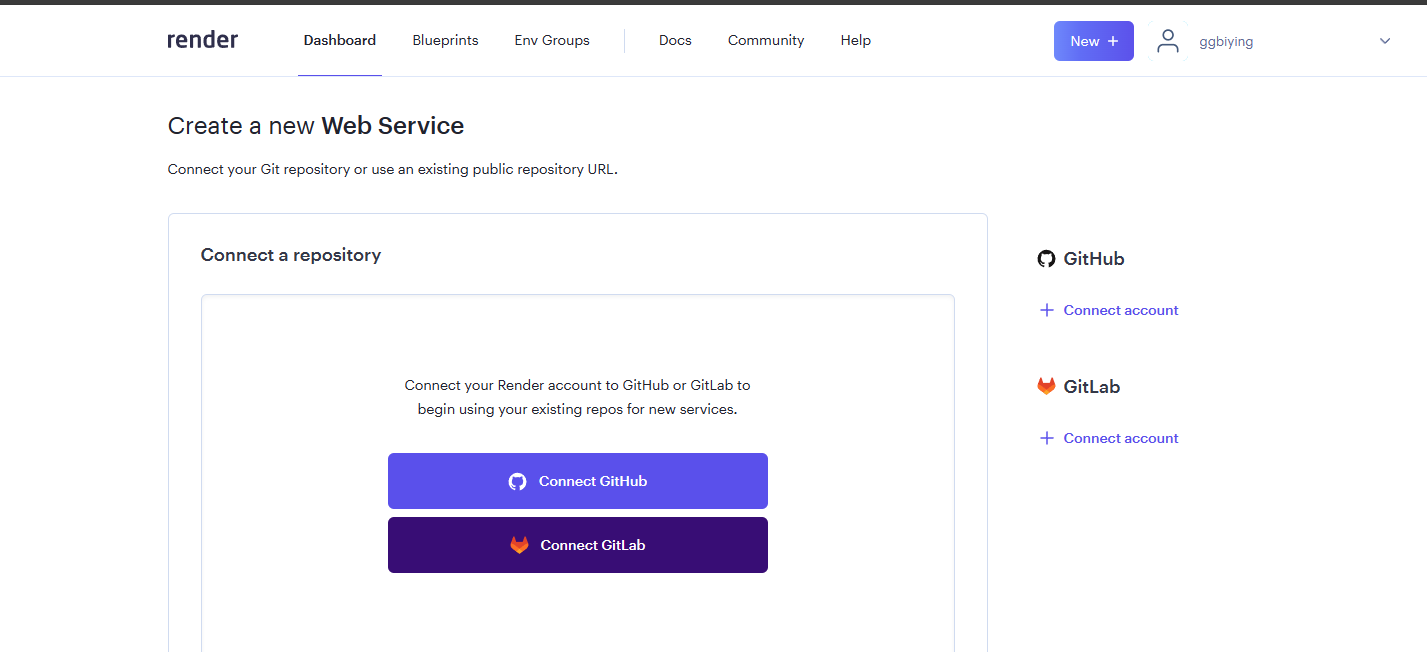 render Dashboard Blueprints Env Groups Docs Community Help New + ggbiying
Create a new Web Service
Connect your Git repository or use an existing public repository URL.
Connect a repository
Connect your Render account to GitHub or GitLab to
begin using your existing repos for new services.
Connect GitHub
Connect GitLab
GitHub
+ Connect account
GitLab
+ Connect account